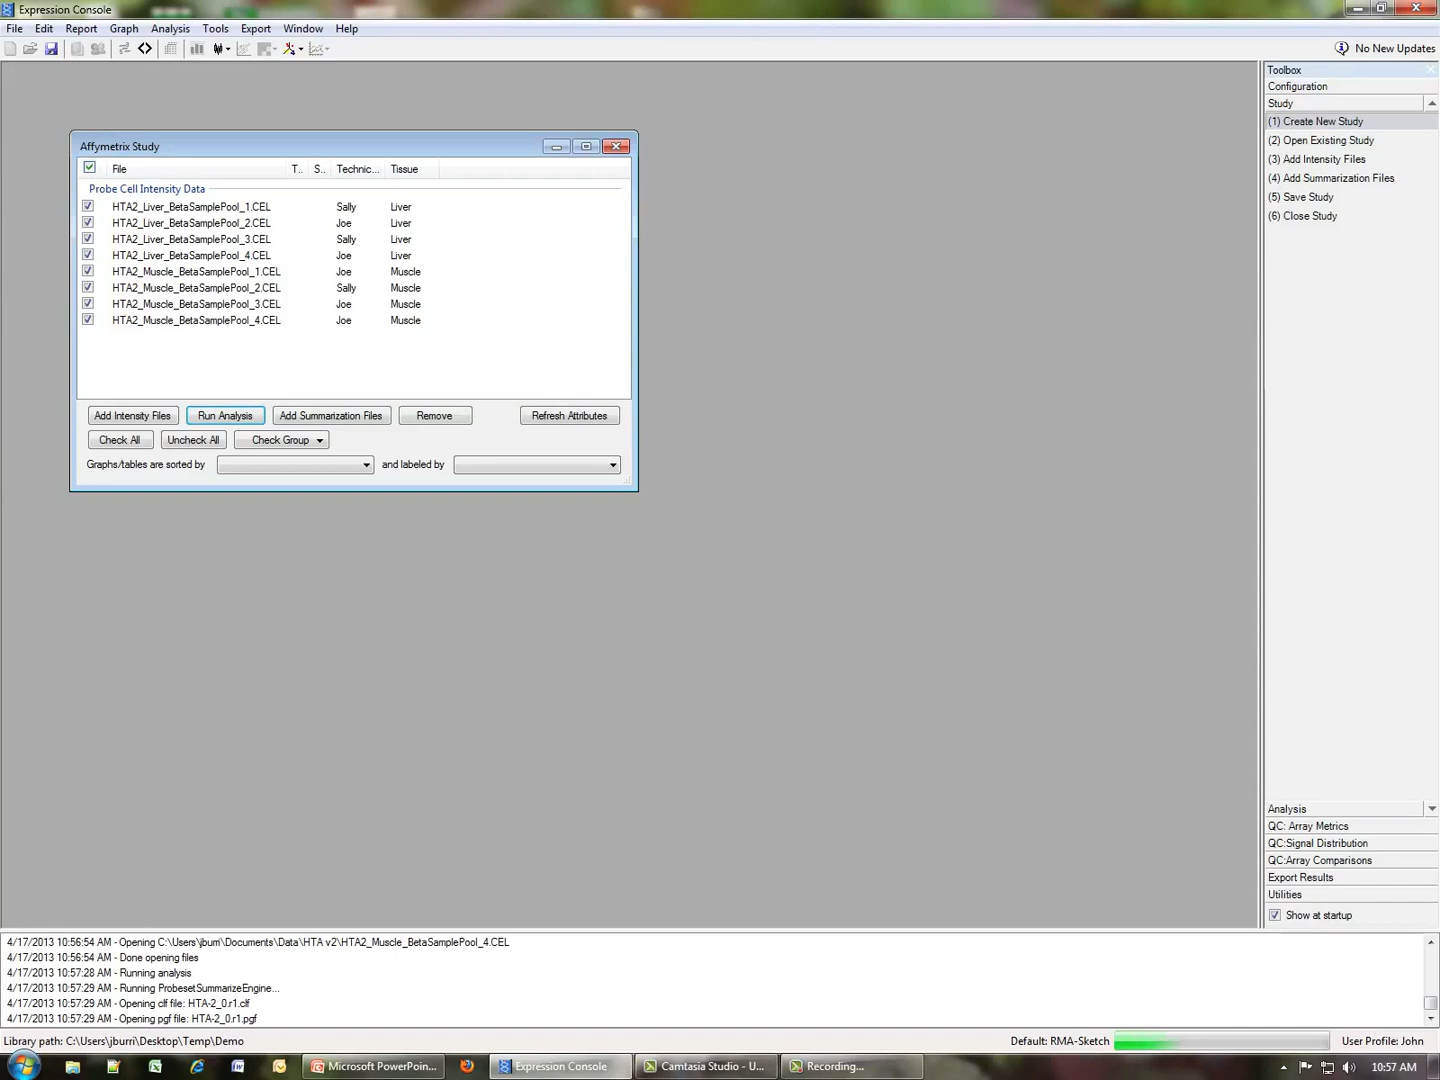 Expression Console
File Edit Report Graph Analysis Tools Export Window Help
No New Updates
Toolbox
Configuration
Study
(1) Create New Study
(2) Open Existing Study
(3) Add Intensity Files
(4) Add Summarization Files
(5) Save Study
(6) Close Study
Affymetrix Study
File T.. S.. Technic... Tissue
Probe Cell Intensity Data
HTA2_Liver_BetaSamplePool_1.CEL Sally Liver
HTA2_Liver_BetaSamplePool_2.CEL Joe Liver
HTA2_Liver_BetaSamplePool_3.CEL Sally Liver
HTA2_Liver_BetaSamplePool_4.CEL Joe Liver
HTA2_Muscle_BetaSamplePool_1.CEL Joe Muscle
HTA2_Muscle_BetaSamplePool_2.CEL Sally Muscle
HTA2_Muscle_BetaSamplePool_3.CEL Joe Muscle
HTA2_Muscle_BetaSamplePool_4.CEL Joe Muscle
Add Intensity Files Run Analysis Add Summarization Files Remove Refresh Attributes
Check All Uncheck All Check Group
Graphs/tables are sorted by and labeled by
Analysis
QC: Array Metrics
QC:Signal Distribution
QC:Array Comparisons
Export Results
Utilities
Show at startup
4/17/2013 10:56:54 AM - Opening C:\Users\jburri\Documents\Data\HTA v2\HTA2_Muscle_BetaSamplePool_4.CEL
4/17/2013 10:56:54 AM - Done opening files
4/17/2013 10:57:28 AM - Running analysis
4/17/2013 10:57:29 AM - Running ProbesetSummarizeEngine...
4/17/2013 10:57:29 AM - Opening clf file: HTA-2_0.r1.clf
4/17/2013 10:57:29 AM - Opening pgf file: HTA-2_0.r1.pgf
Library path: C:\Users\jburri\Desktop\Temp\Demo Default: RMA-Sketch User Profile: John
Microsoft PowerPoin... Expression Console Camtasia Studio - U... Recording... 10:57 AM